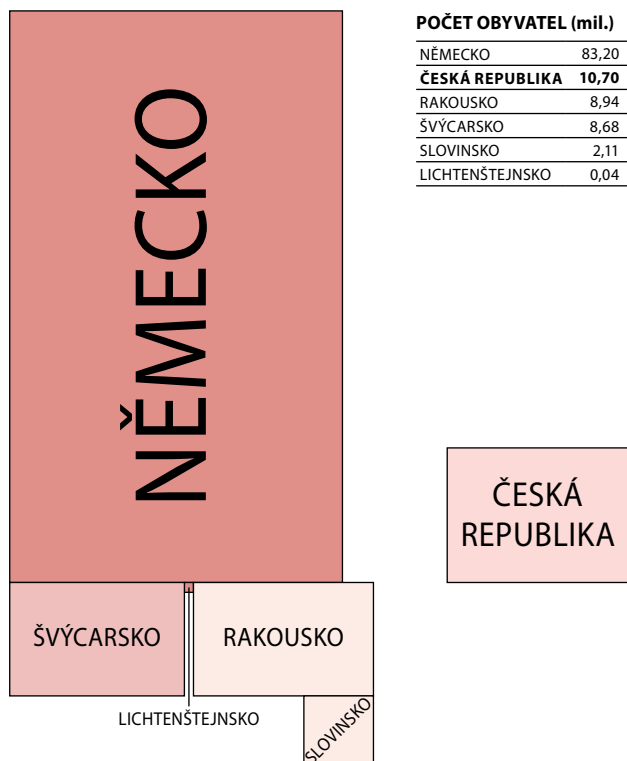 POČET OBYVATEL (mil.)
NĚMECKO 83,20
ČESKÁ REPUBLIKA 10,70
RAKOUSKO 8,94
ŠVÝCARSKO 8,68
SLOVINSKO 2,11
LICHTENŠTEJNSKO 0,04
NĚMECKO
ČESKÁ
REPUBLIKA
ŠVÝCARSKO
RAKOUSKO
LICHTENŠTEJNSKO
SLOVINSKO